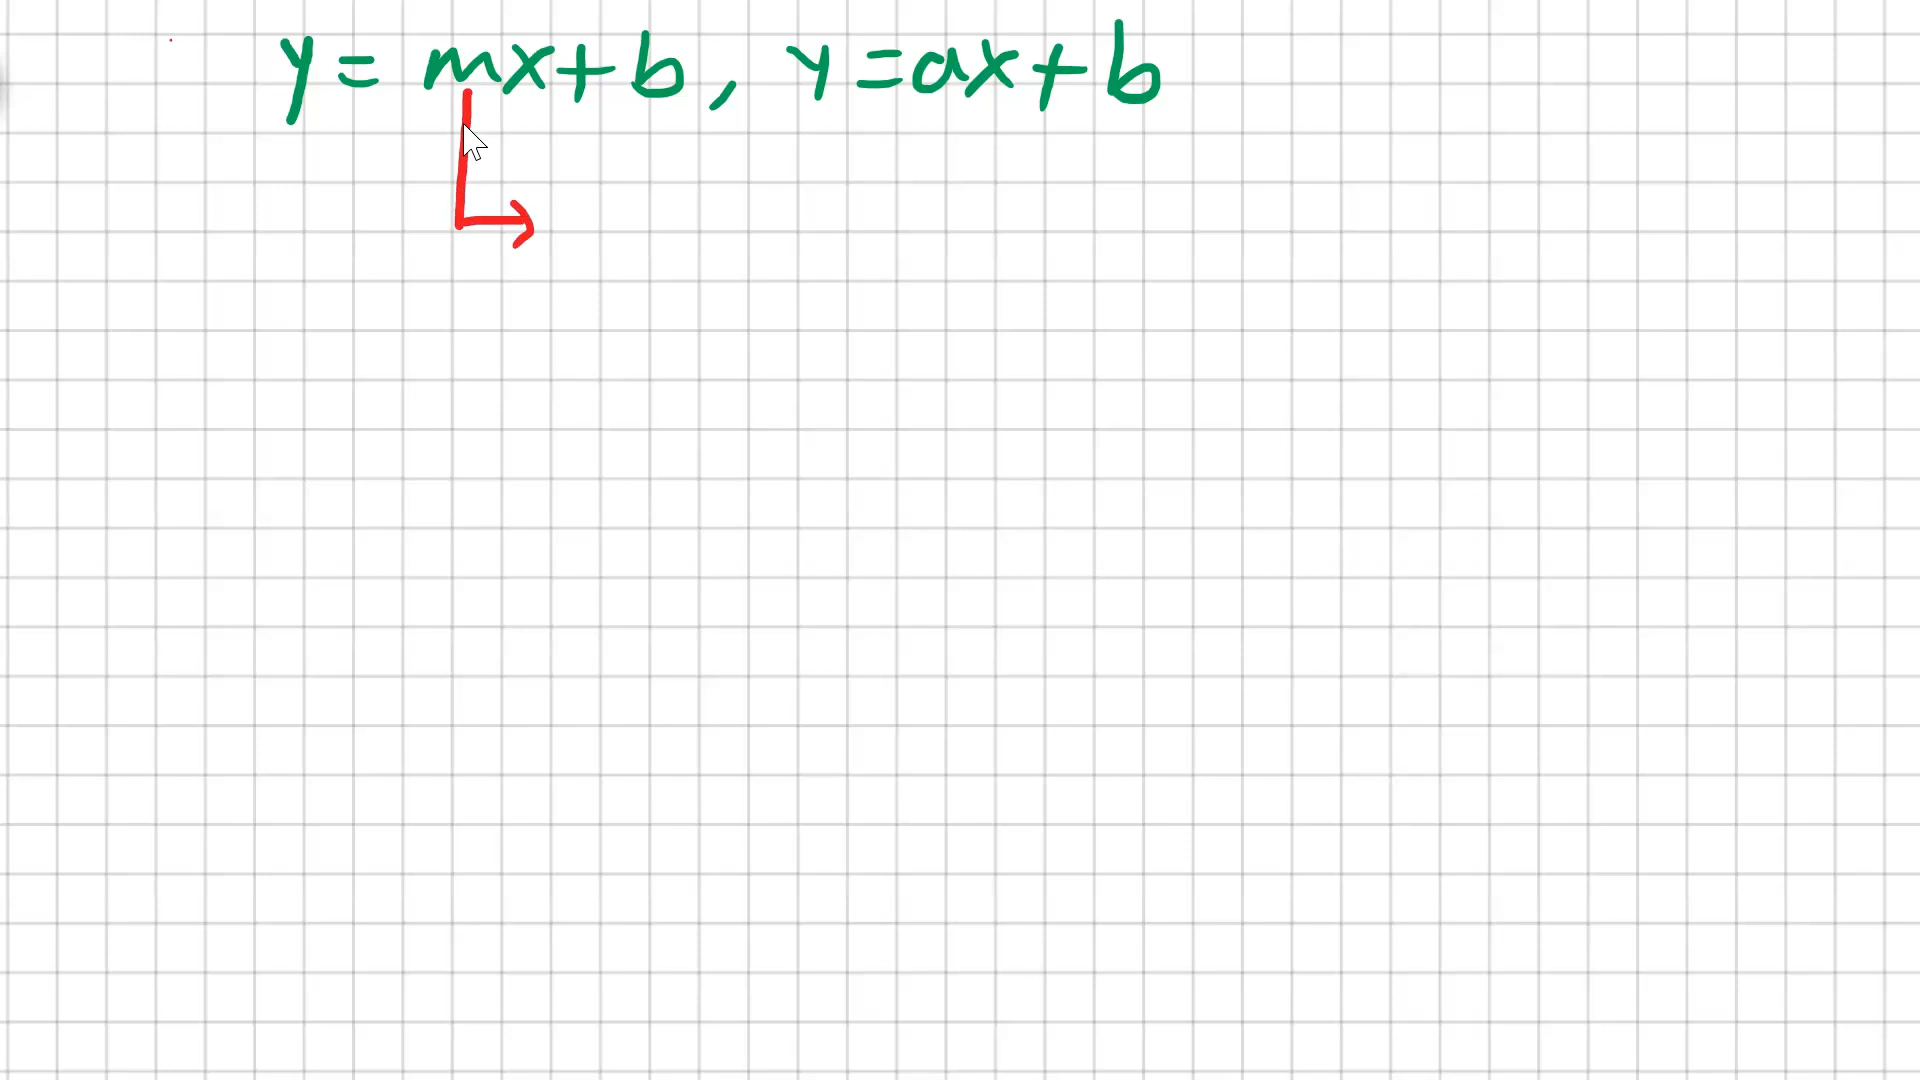 y = mx+b, y=ax+b